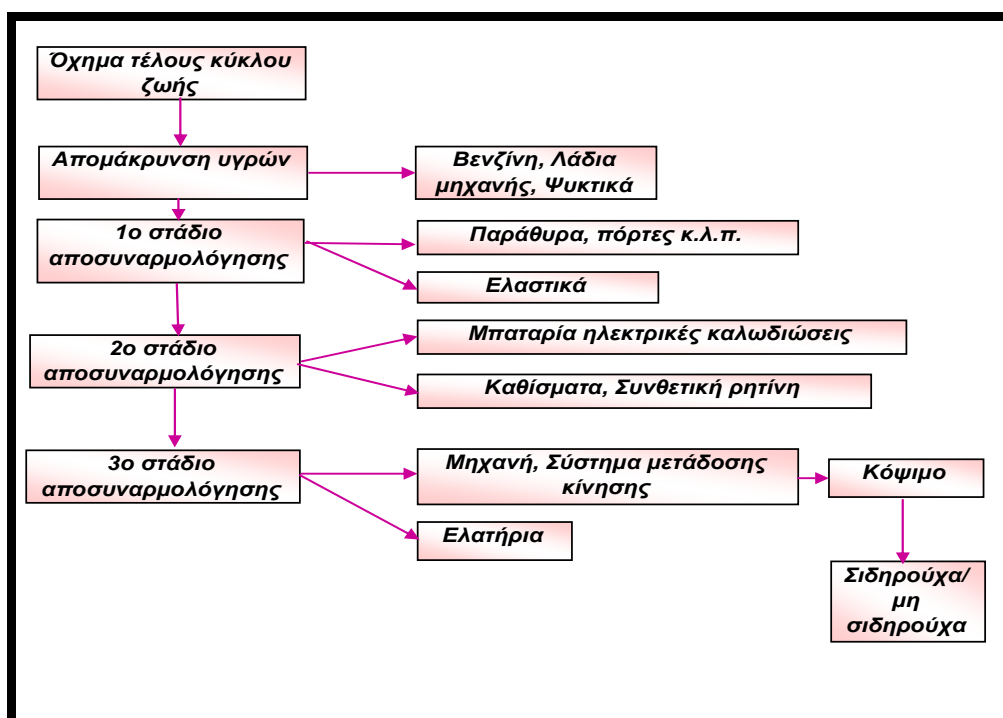 Όχημα τέλους κύκλου
ζωής
Απομάκρυνση υγρών
Βενζίνη, Λάδια
μηχανής, Ψυκτικά
1ο στάδιο
αποσυναρμολόγησης
Παράθυρα, πόρτες κ.λ.π.
Ελαστικά
2ο στάδιο
αποσυναρμολόγησης
Μπαταρία ηλεκτρικές καλωδιώσεις
Καθίσματα, Συνθετική ρητίνη
3ο στάδιο
αποσυναρμολόγησης
Μηχανή, Σύστημα μετάδοσης
κίνησης
Κόψιμο
Ελατήρια
Σιδηρούχα/
μη
σιδηρούχα